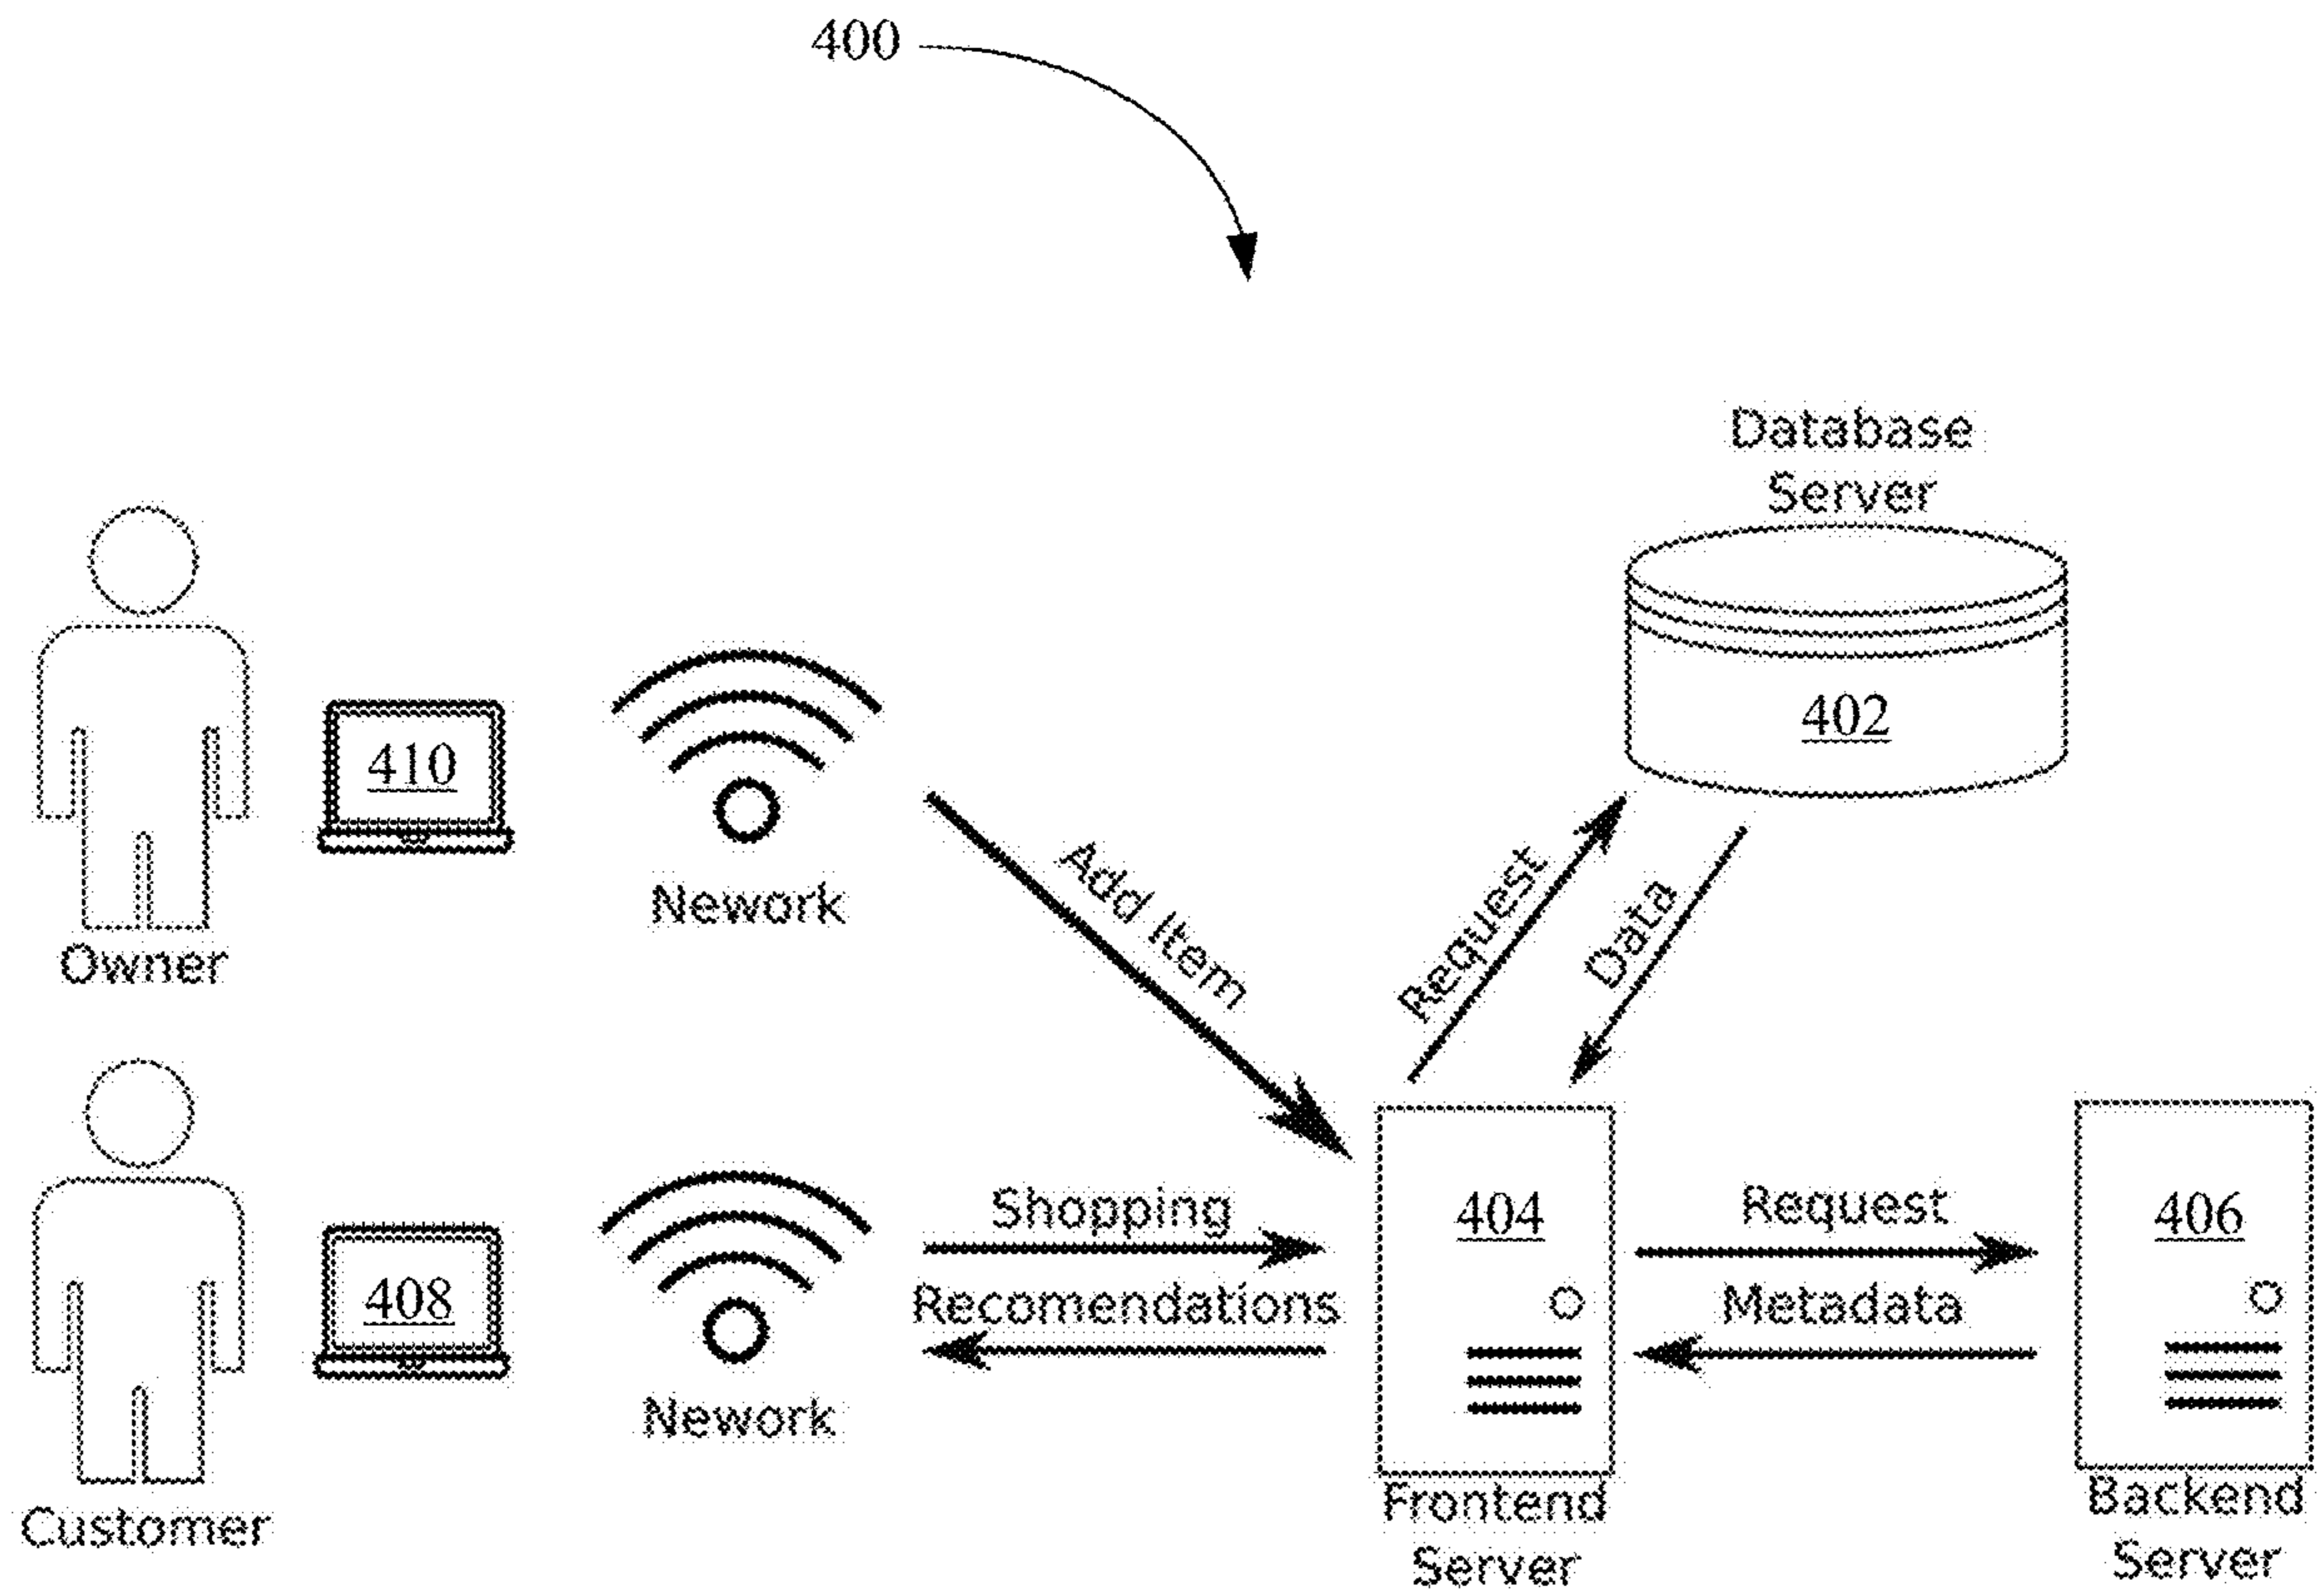 400
Database
Server
402
410
Nework
Owner
Add Item
Request
Data
408
Nework
Customer
Shopping
Recomendations
404
Request
Metadata
406
Frontend
Server
Backend
Server